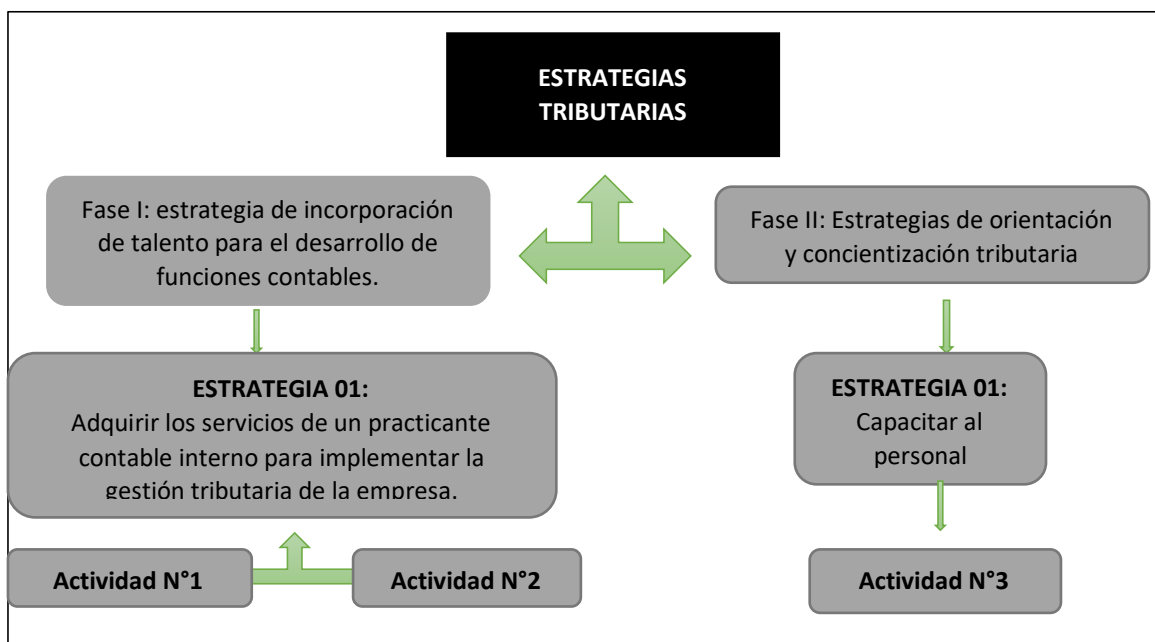 ESTRATEGIAS
TRIBUTARIAS
Fase I: estrategia de incorporación
de talento para el desarrollo de
funciones contables.
Fase II: Estrategias de orientación
y concientización tributaria
ESTRATEGIA 01:
Adquirir los servicios de un practicante
contable interno para implementar la
gestión tributaria de la empresa.
ESTRATEGIA 01:
Capacitar al
personal
Actividad N°1
Actividad N°2
Actividad N°3